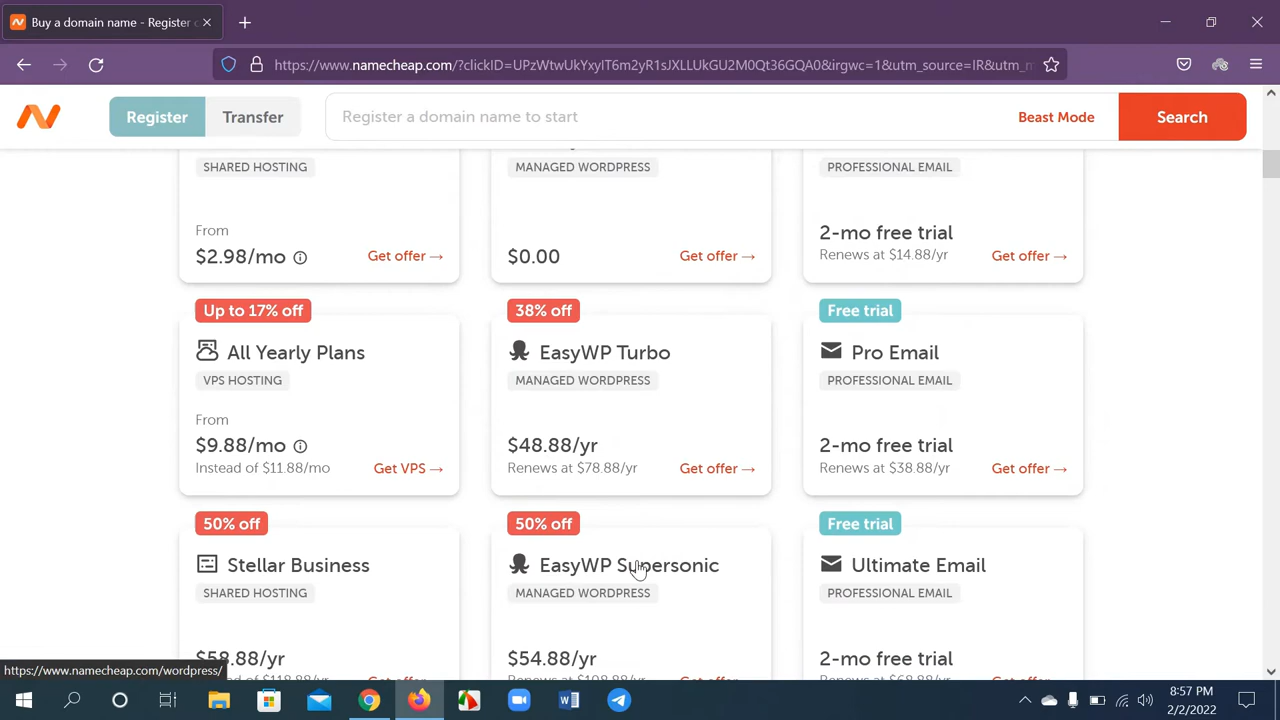 Buy a domain name - Register
https://www.namecheap.com/?clickID=UPzWtwUkYxyIT6m2yR1sJXLLUkGU2M0Qt36GQA0&irgwc=1&utm_source=IR&utm_m
Register
Transfer
Register a domain name to start
Beast Mode
Search
SHARED HOSTING
MANAGED WORDPRESS
PROFESSIONAL EMAIL
From
$2.98/mo
Get offer →
$0.00
Get offer →
2-mo free trial
Renews at $14.88/yr
Get offer →
Up to 17% off
38% off
Free trial
All Yearly Plans
EasyWP Turbo
Pro Email
VPS HOSTING
MANAGED WORDPRESS
PROFESSIONAL EMAIL
From
$9.88/mo
Instead of $11.88/mo
Get VPS →
$48.88/yr
Renews at $78.88/yr
Get offer →
2-mo free trial
Renews at $38.88/yr
Get offer →
50% off
50% off
Free trial
Stellar Business
EasyWP Supersonic
Ultimate Email
SHARED HOSTING
MANAGED WORDPRESS
PROFESSIONAL EMAIL
$58.88/yr
$54.88/yr
2-mo free trial
https://www.namecheap.com/wordpress/
8:57 PM
2/2/2022